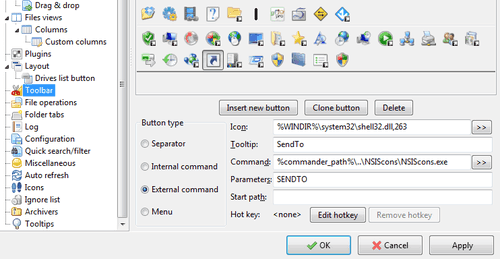 Drag & drop
Files views
Columns
Custom columns
Plugins
Layout
Drives list button
Toolbar
File operations
Folder tabs
Log
Configuration
Quick search/filter
Miscellaneous
Auto refresh
Icons
Ignore list
Archivers
Tooltips
Insert new button Clone button Delete
Button type
Separator
Internal command
External command
Menu
Icon: %WINDIR%\system32\shell32.dll,263 >>
Tooltip: SendTo
Command: %commander_path%\...\NSIScons\NSIScons.exe >>
Parameters: SENDTO
Start path:
Hot key: <none> Edit hotkey Remove hotkey
OK Cancel Apply